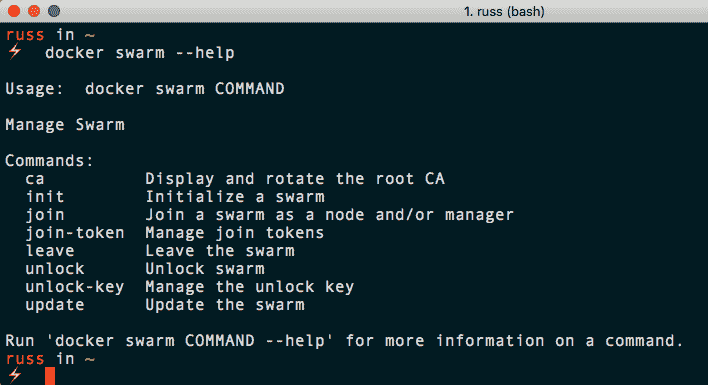 1. russ (bash)
russ in ~
⚡ docker swarm --help
Usage:  docker swarm COMMAND
Manage Swarm
Commands:
  ca          Display and rotate the root CA
  init        Initialize a swarm
  join        Join a swarm as a node and/or manager
  join-token  Manage join tokens
  leave       Leave the swarm
  unlock      Unlock swarm
  unlock-key  Manage the unlock key
  update      Update the swarm
Run 'docker swarm COMMAND --help' for more information on a command.
russ in ~
⚡